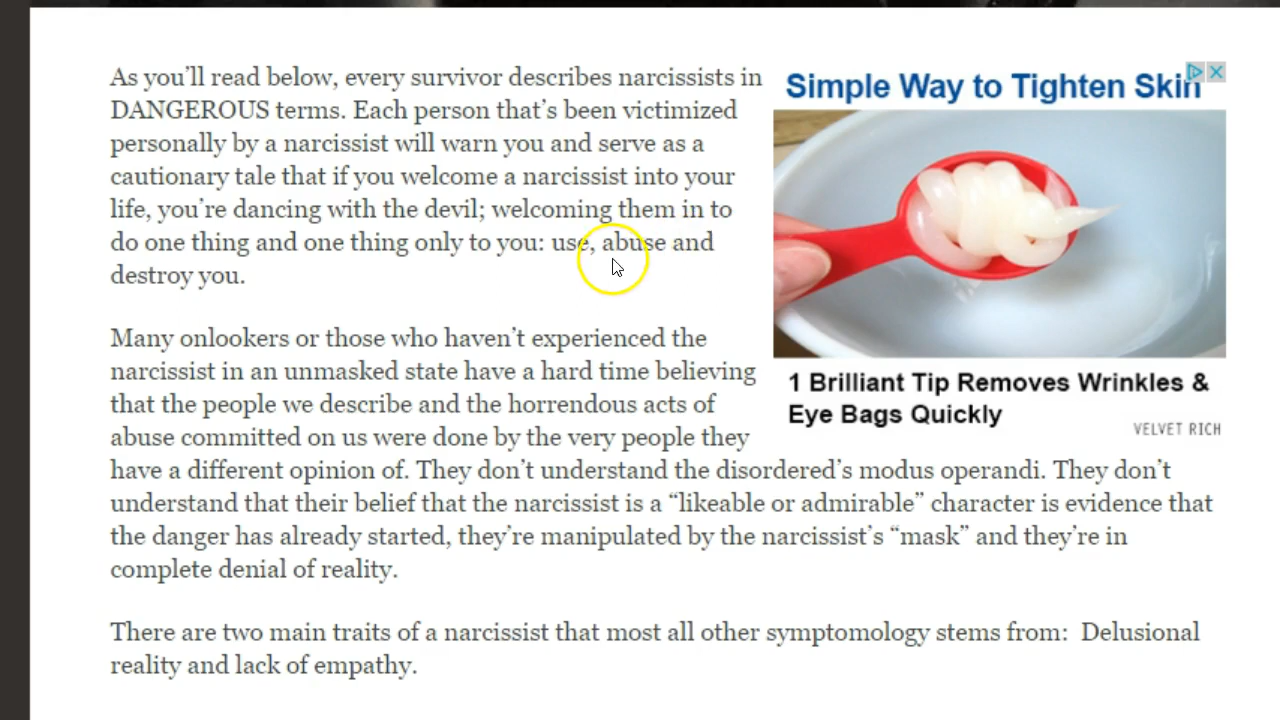 As you’ll read below, every survivor describes narcissists in
DANGEROUS terms. Each person that’s been victimized
personally by a narcissist will warn you and serve as a
cautionary tale that if you welcome a narcissist into your
life, you’re dancing with the devil; welcoming them in to
do one thing and one thing only to you: use, abuse and
destroy you.
Many onlookers or those who haven’t experienced the
narcissist in an unmasked state have a hard time believing
that the people we describe and the horrendous acts of
abuse committed on us were done by the very people they
have a different opinion of. They don’t understand the disordered’s modus operandi. They don’t
understand that their belief that the narcissist is a “likeable or admirable” character is evidence that
the danger has already started, they’re manipulated by the narcissist’s “mask” and they’re in
complete denial of reality.
There are two main traits of a narcissist that most all other symptomology stems from:  Delusional
reality and lack of empathy.
Simple Way to Tighten Skin
1 Brilliant Tip Removes Wrinkles &
Eye Bags Quickly
VELVET RICH